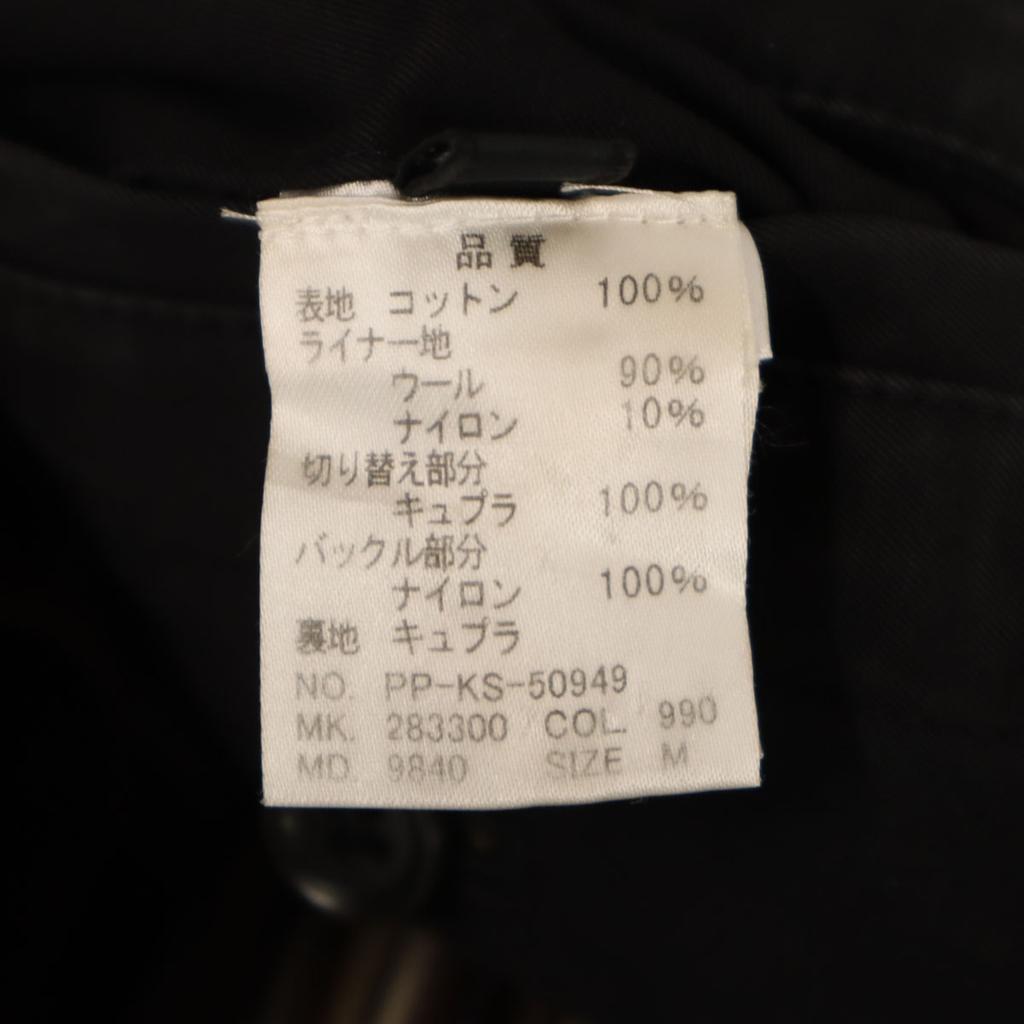 品質
表地 コットン 100%
ライナー地
ウール 90%
ナイロン 10%
切り替え部分
キュプラ 100%
バックル部分
ナイロン 100%
裏地 キュプラ
NO. PP-KS-50949
MK. 283300 COL. 990
MD. 9840 SIZE M